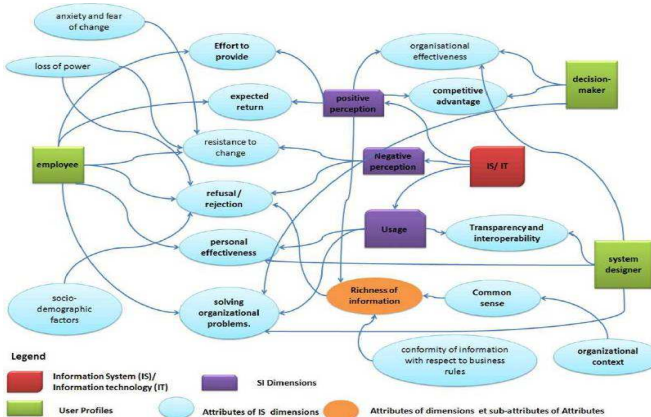 anxiety and fear
of change
loss of power
Effort to
provide
expected
return
resistance to
change
employee
refusal /
rejection
personal
effectiveness
socio-
demographic
factors
solving
organizational
problems.
positive
perception
Negative
perception
Usage
organisational
effectiveness
competitive
advantage
decision-
maker
IS/ IT
Transparency and
interoperability
system
designer
Richness of
information
Common
sense
conformity of information
with respect to business
rules
organizational
context
Legend
Information System (IS)/
Information technology (IT)
SI Dimensions
User Profiles
Attributes of IS dimensions
Attributes of dimensions et sub-attributes of Attributes